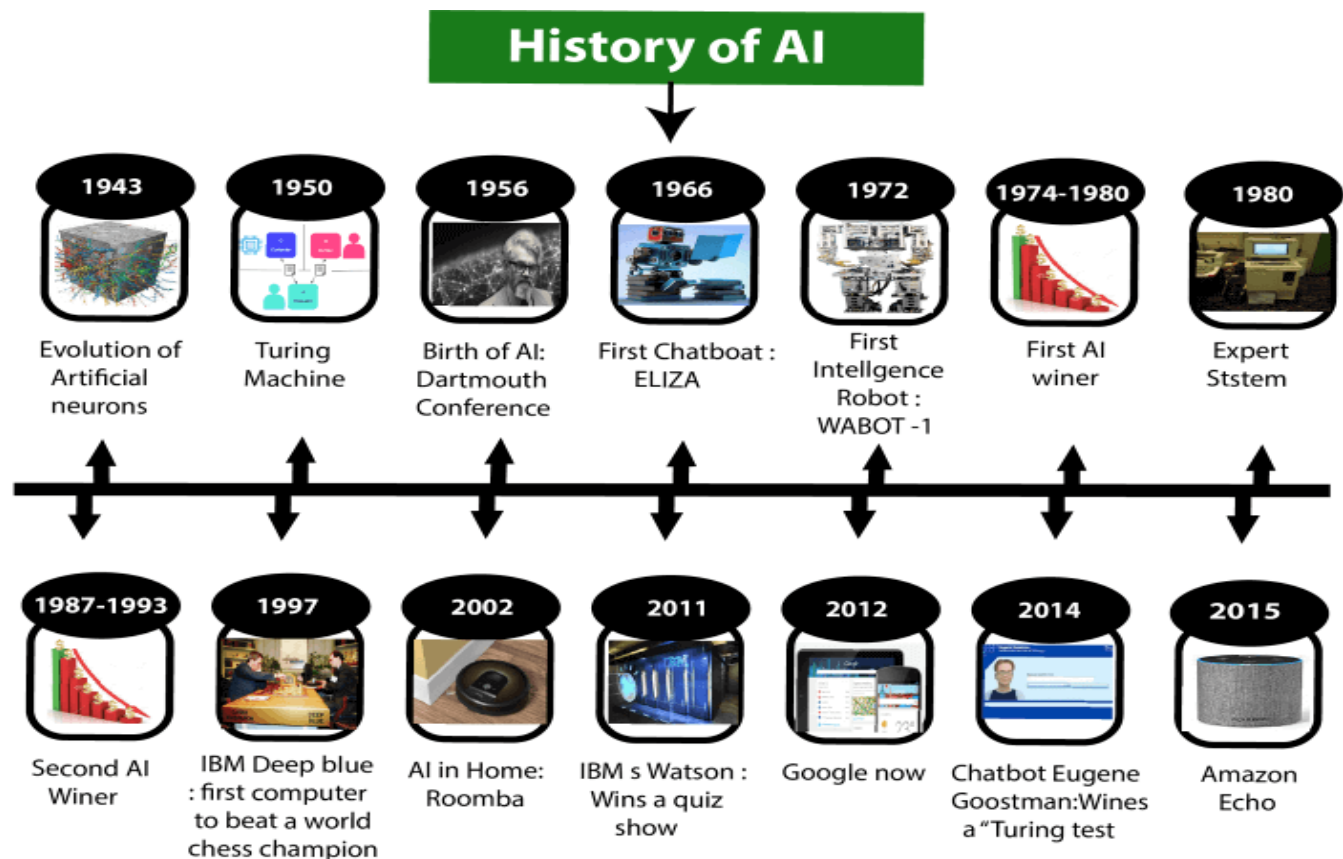 History of AI
1943
1950
1956
1966
1972
1974-1980
1980
Evolution of
Artificial
neurons
Turing
Machine
Birth of AI:
Dartmouth
Conference
First Chatboat :
ELIZA
First
Intellgence
Robot :
WABOT -1
First AI
winer
Expert
Ststem
1987-1993
1997
2002
2011
2012
2014
2015
IBM
DEEP
BLUE
Second AI
Winer
IBM Deep blue
: first computer
to beat a world
chess champion
AI in Home:
Roomba
IBM s Watson :
Wins a quiz
show
Google now
Chatbot Eugene
Goostman:Wines
a “Turing test
Amazon
Echo